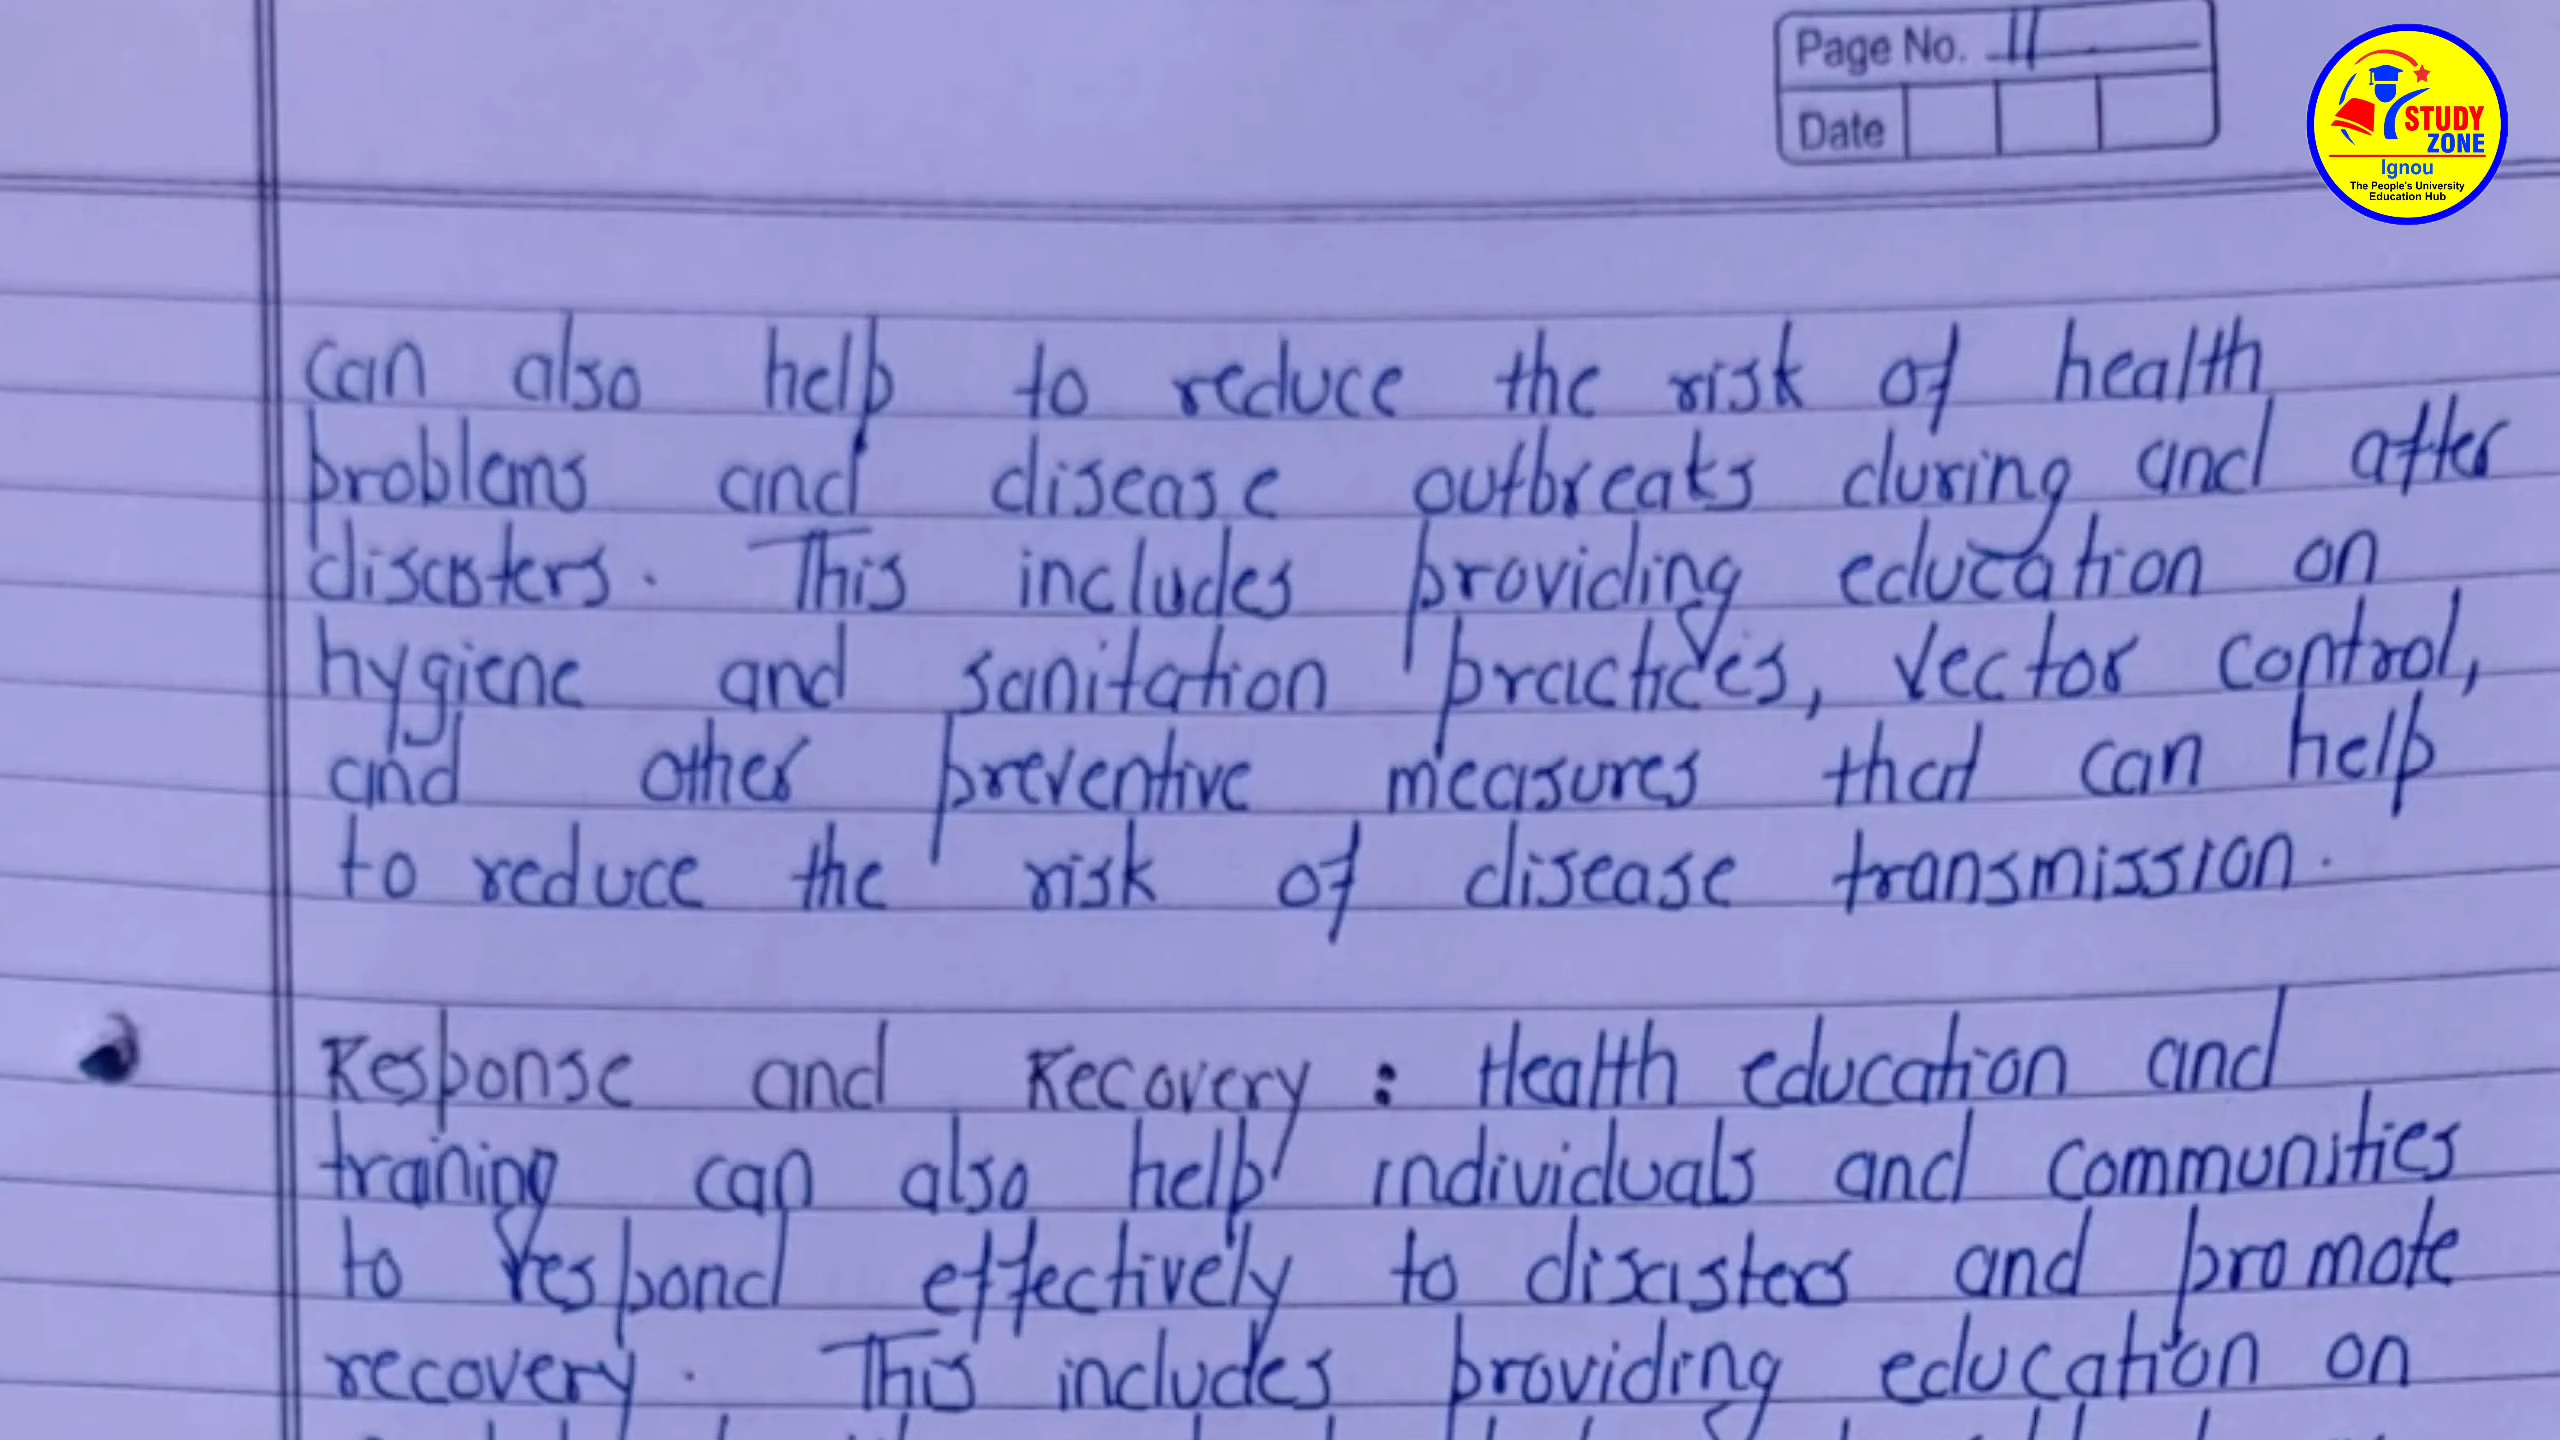 Page No. 11
Date
STUDY
ZONE
Ignou
The People's University
Education Hub
can also help to reduce the risk of health
problems and disease outbreaks during and after
disasters. This includes providing education on
hygiene and sanitation practices, vector control,
and other preventive measures that can help
to reduce the risk of disease transmission.
Response and Recovery : Health education and
training can also help individuals and communities
to respond effectively to disasters and promote
recovery. This includes providing education on